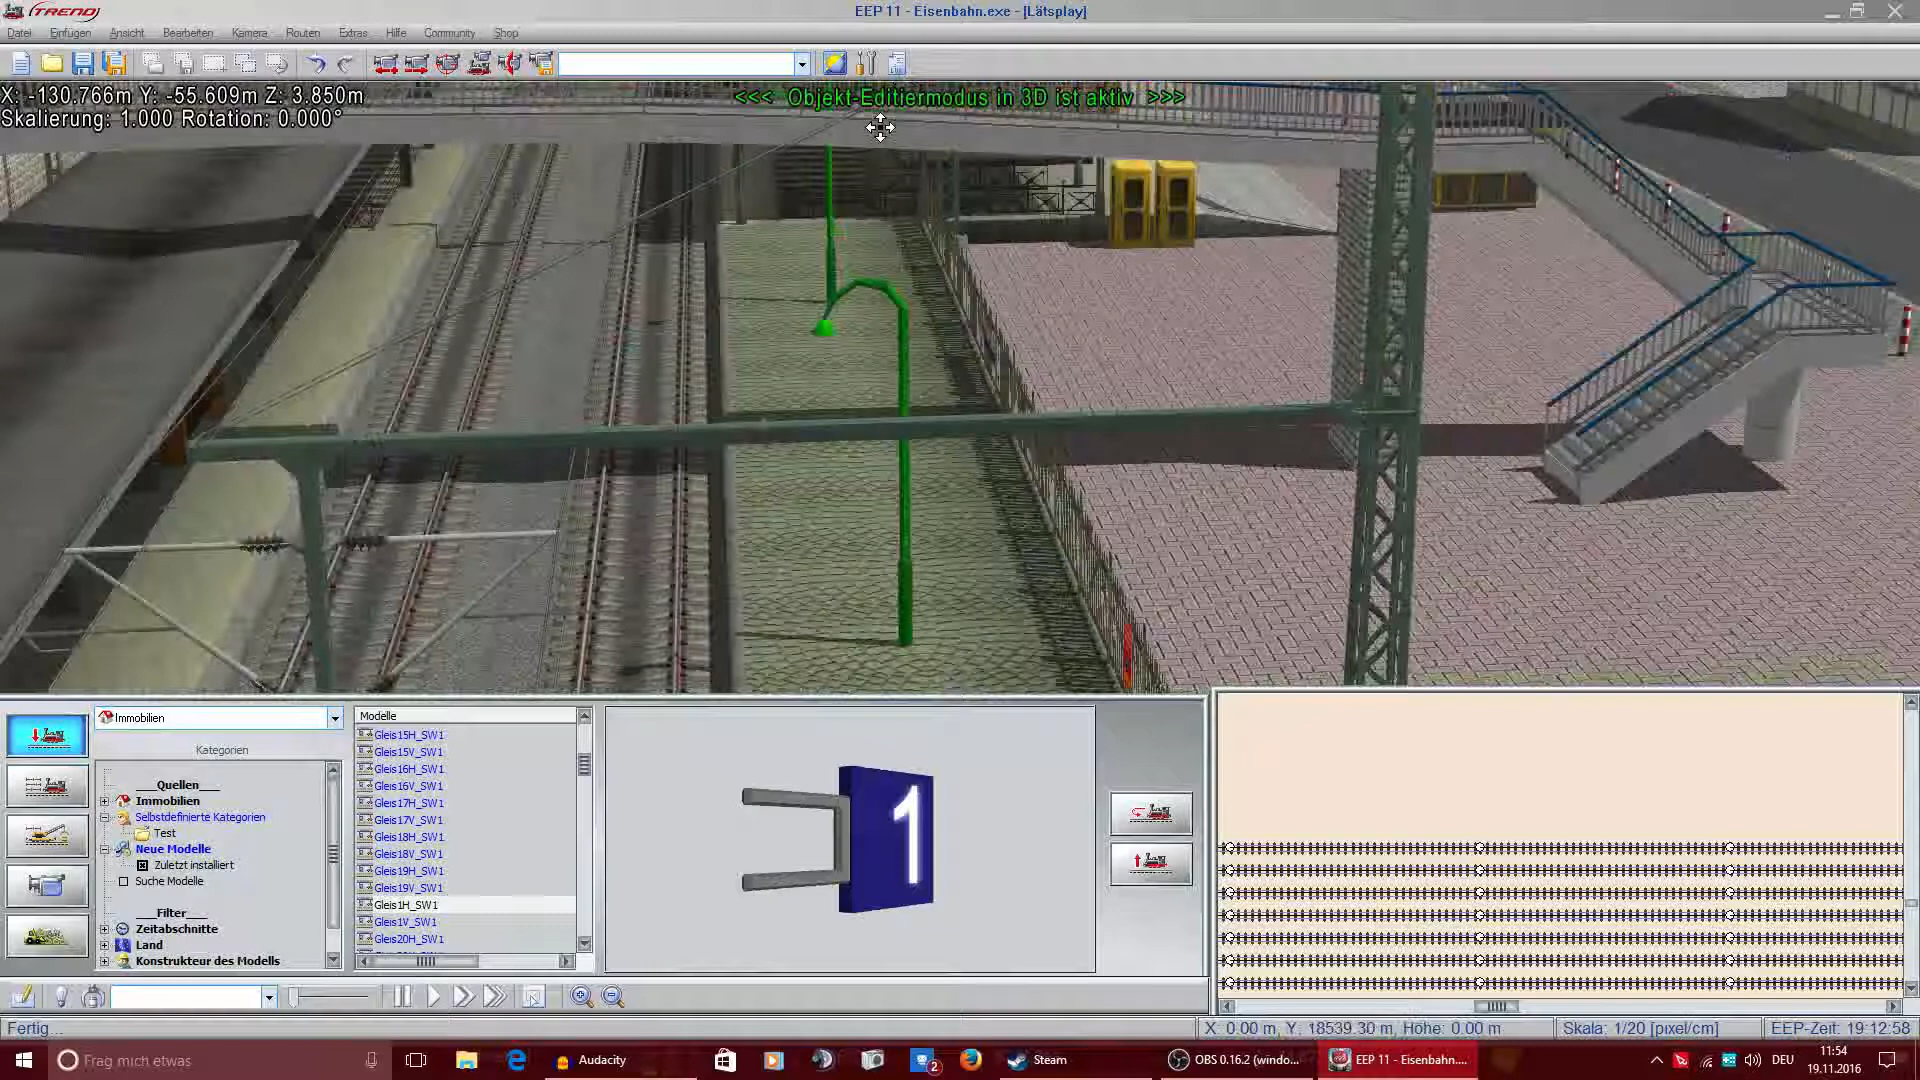 TREND
EEP 11 - Eisenbahn.exe - [Lätsplay]
Datei Einfügen Ansicht Bearbeiten Kamera Routen Extras Hilfe Community Shop
X: -130.766m Y: -55.609m Z: 3.850m
<<< Objekt-Editiermodus in 3D ist aktiv >>>
Skalierung: 1.000 Rotation: 0.000°
Immobilien
Kategorien
___Quellen___
Immobilien
Selbstdefinierte Kategorien
Test
Neue Modelle
Zuletzt installiert
Suche Modelle
___Filter___
Zeitabschnitte
Land
Konstrukteur des Modells
Modelle
Gleis15H_SW1
Gleis15V_SW1
Gleis16H_SW1
Gleis16V_SW1
Gleis17H_SW1
Gleis17V_SW1
Gleis18H_SW1
Gleis18V_SW1
Gleis19H_SW1
Gleis19V_SW1
Gleis1H_SW1
Gleis1V_SW1
Gleis20H_SW1
1
Fertig...
X: 0.00 m, Y: 18539.30 m, Höhe: 0.00 m
Skala: 1/20 [pixel/cm]
EEP-Zeit: 19:12:58
Frag mich etwas
Audacity
2
Steam
OBS 0.16.2 (windo...
EEP 11 - Eisenbahn....
DEU
11:54
19.11.2016